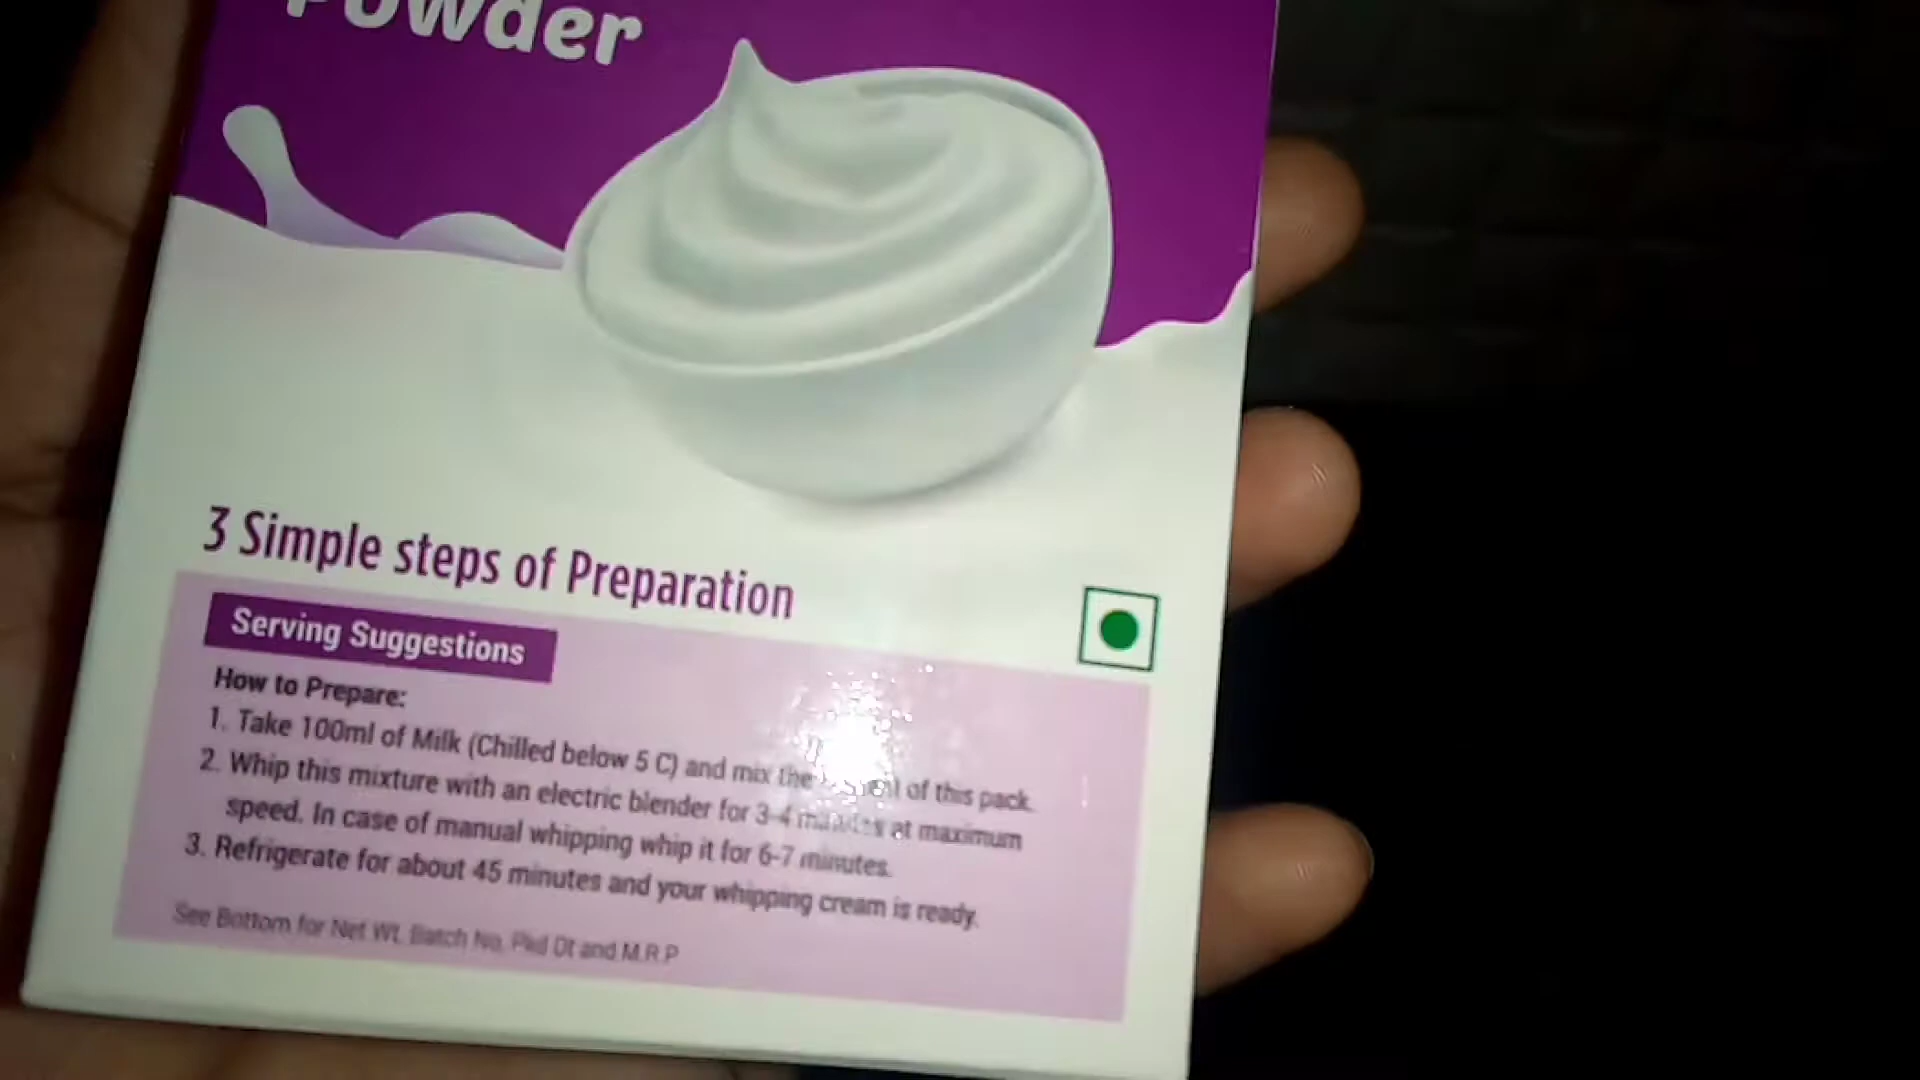 Powder
3 Simple steps of Preparation
Serving Suggestions
How to Prepare:
1. Take 100ml of Milk (Chilled below 5 C) and mix the of this pack.
2. Whip this mixture with an electric blender for 3-4 minutes at maximum
speed. In case of manual whipping whip it for 6-7 minutes.
3. Refrigerate for about 45 minutes and your whipping cream is ready.
See Bottom for Net Wt. Batch No. Pkd Dt and M.R.P